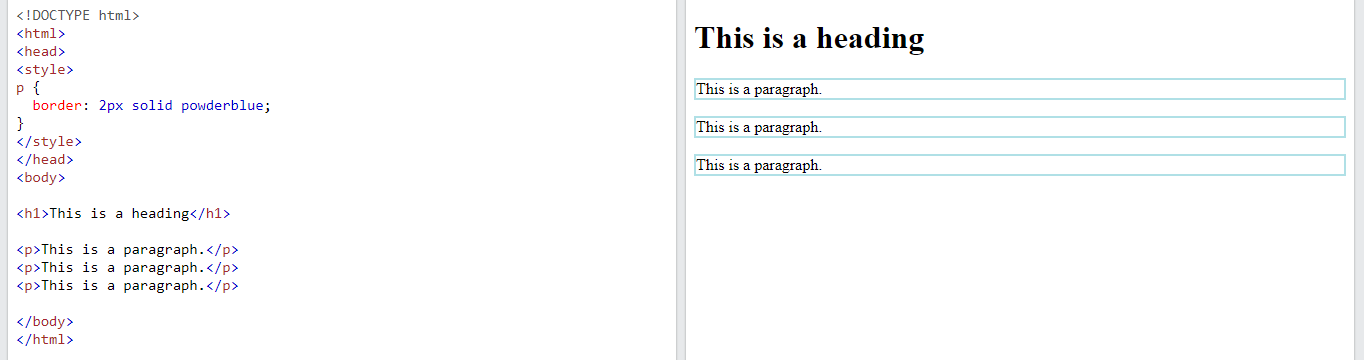 <!DOCTYPE html>
<html>
<head>
<style>
p {
  border: 2px solid powderblue;
}
</style>
</head>
<body>

<h1>This is a heading</h1>

<p>This is a paragraph.</p>
<p>This is a paragraph.</p>
<p>This is a paragraph.</p>

</body>
</html>
This is a heading
This is a paragraph.
This is a paragraph.
This is a paragraph.